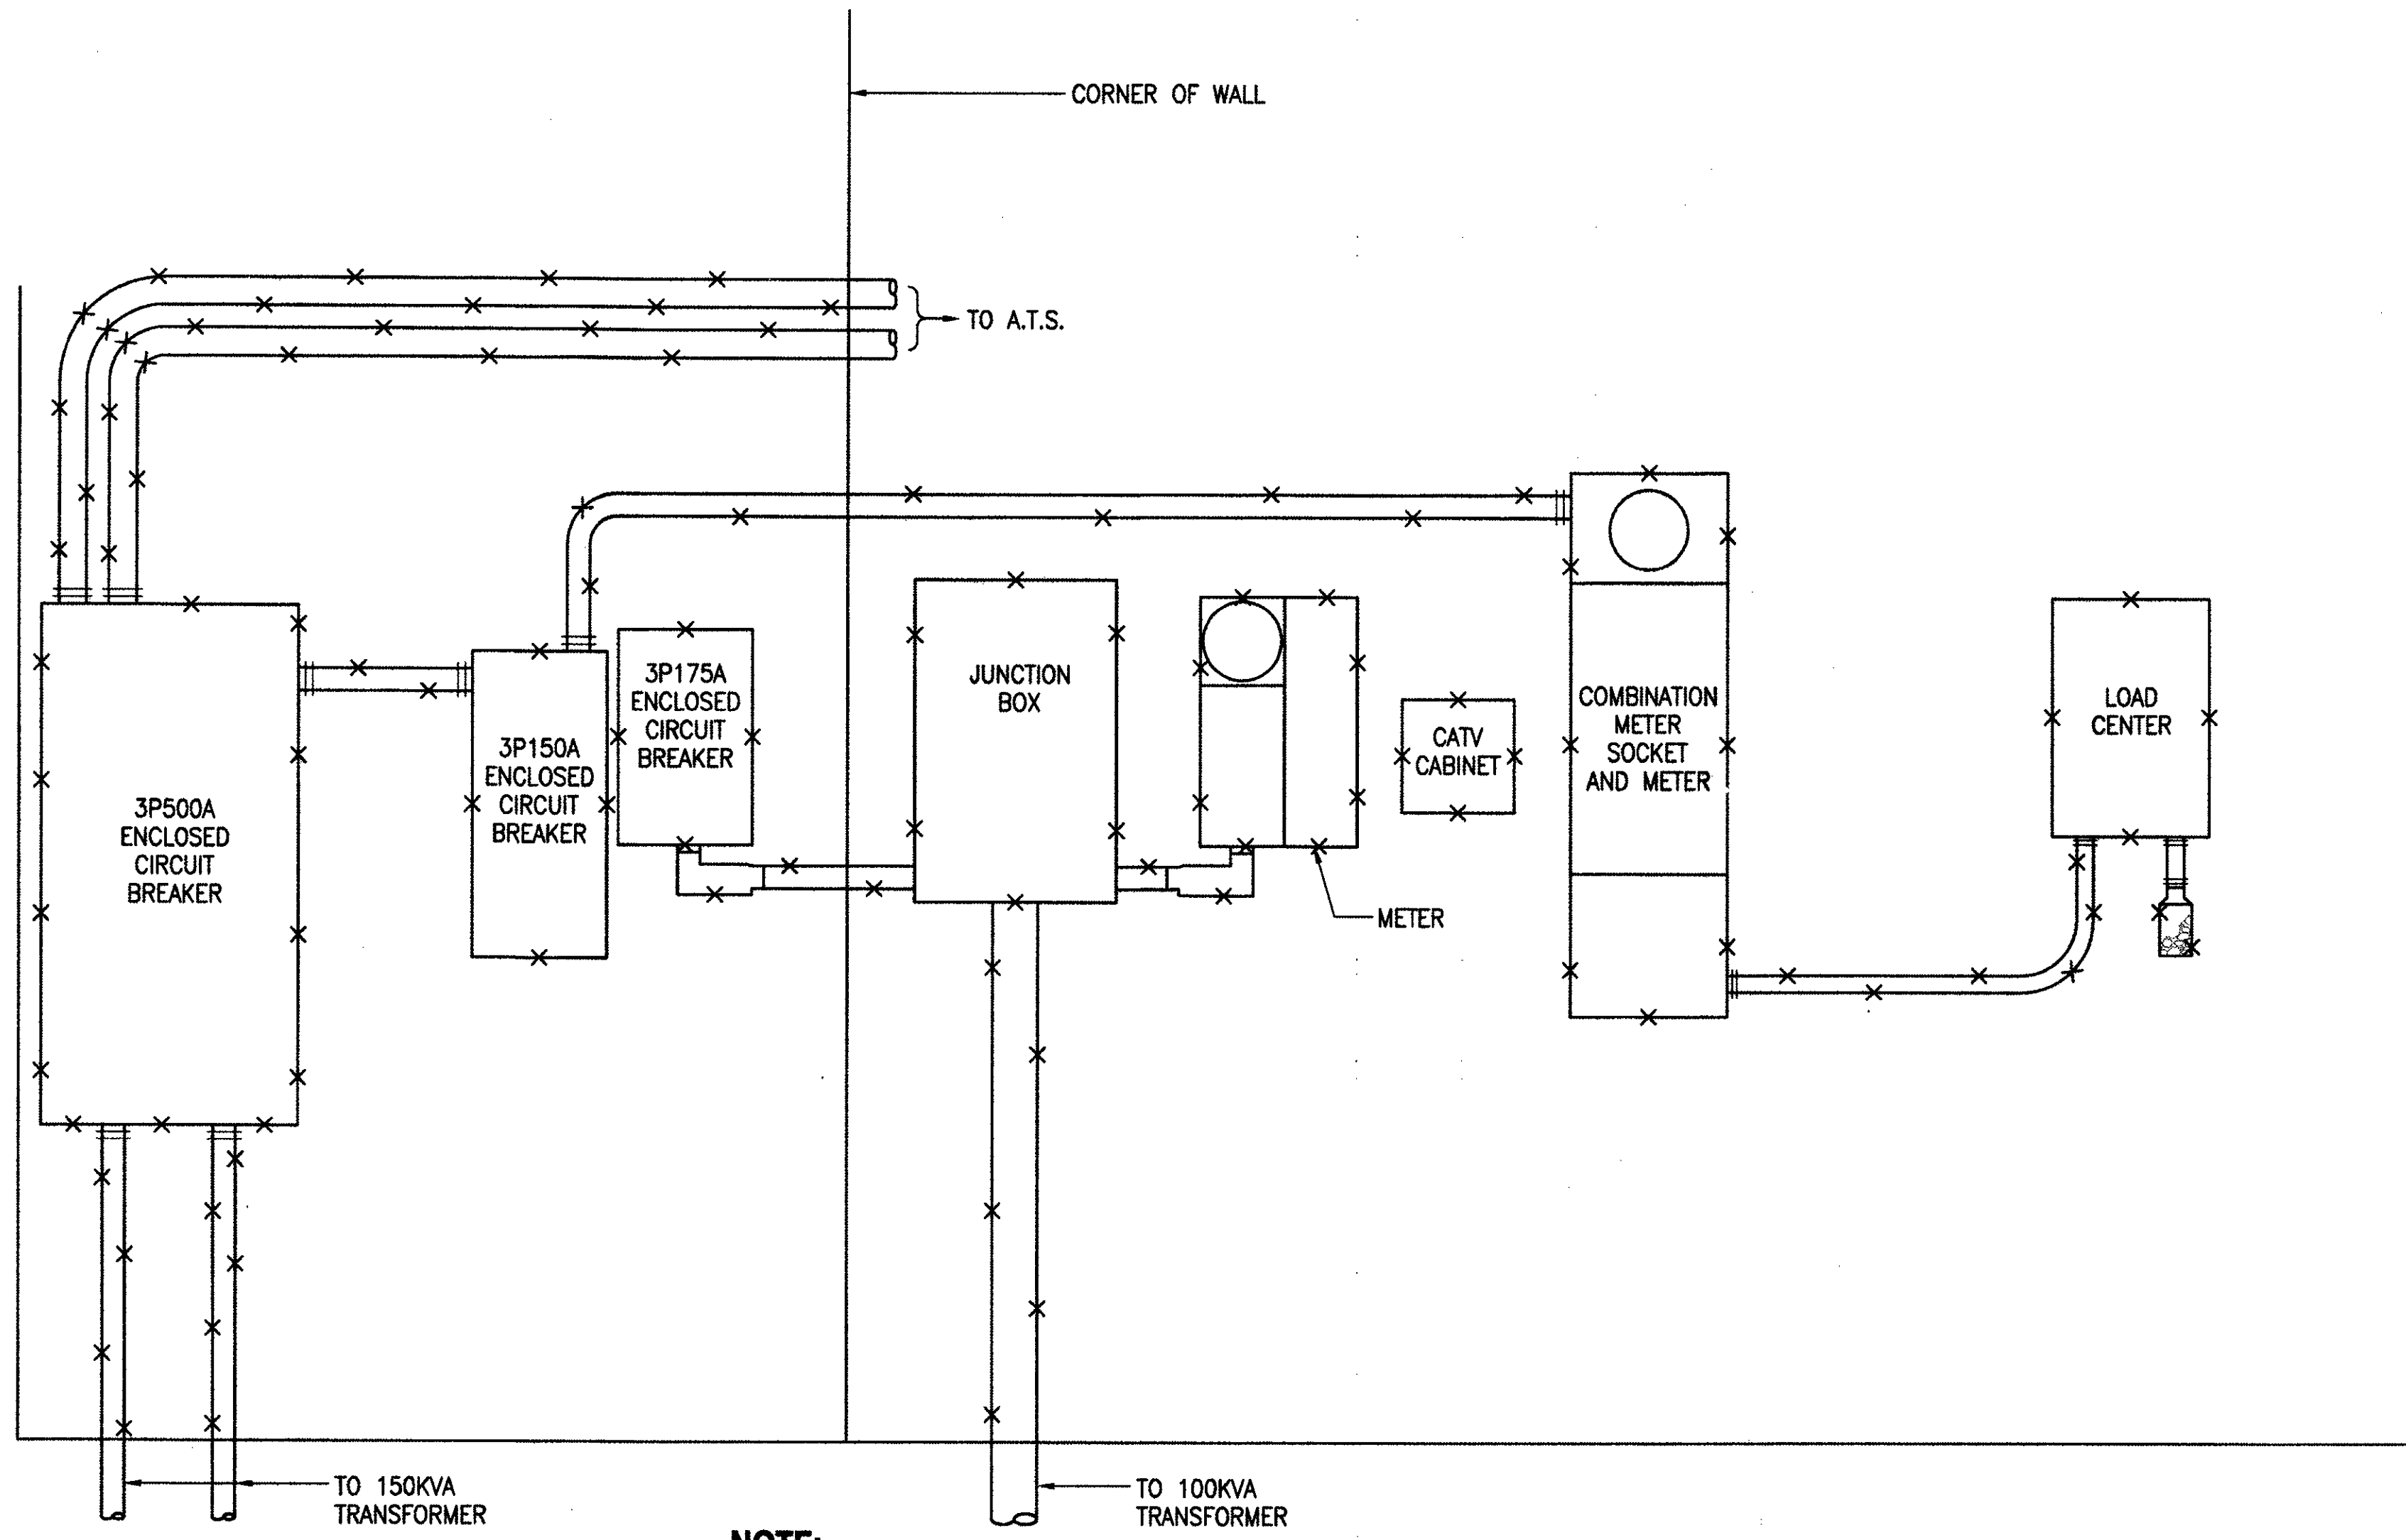 CORNER OF WALL
TO A.T.S.
3P500A
ENCLOSED
CIRCUIT
BREAKER
3P150A
ENCLOSED
CIRCUIT
BREAKER
3P175A
ENCLOSED
CIRCUIT
BREAKER
JUNCTION
BOX
METER
CATV
CABINET
COMBINATION
METER
SOCKET
AND METER
LOAD
CENTER
TO 150KVA
TRANSFORMER
TO 100KVA
TRANSFORMER
NOTE: